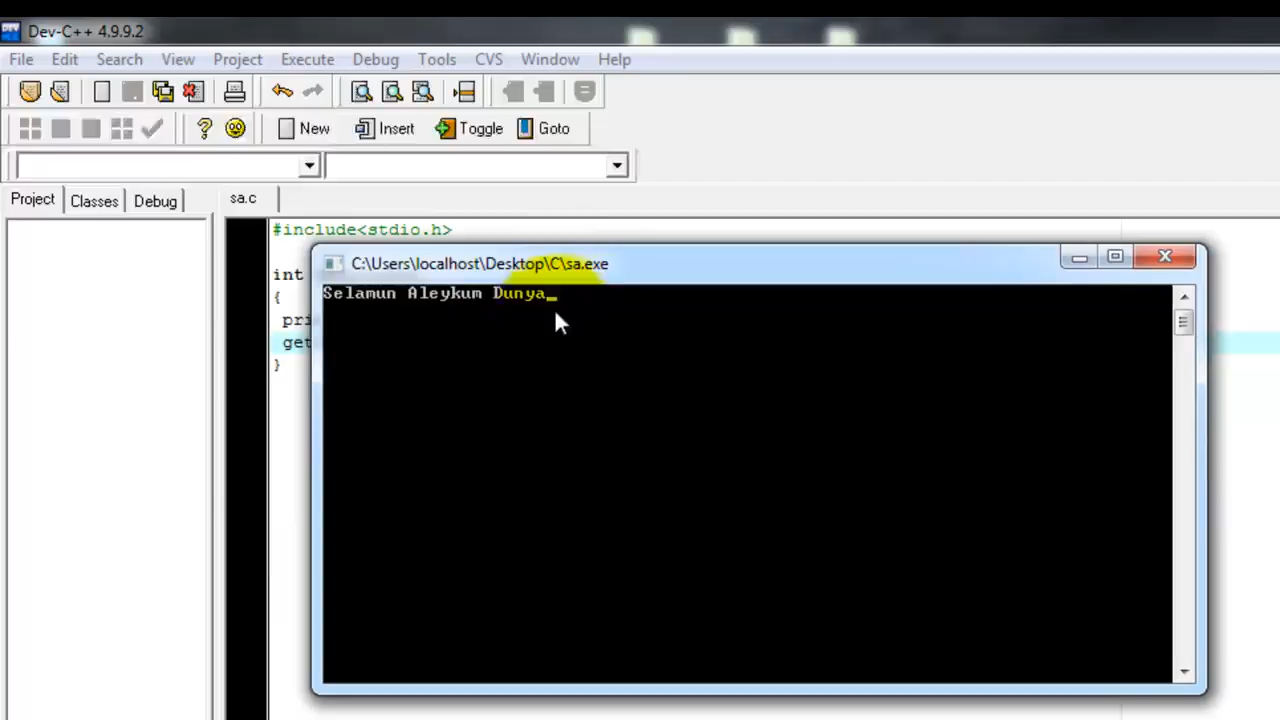 Dev-C++ 4.9.9.2
File Edit Search View Project Execute Debug Tools CVS Window Help
New Insert Toggle Goto
Project Classes Debug sa.c
#include<stdio.h>
C:\Users\localhost\Desktop\C\sa.exe
int
Selamun Aleykum Dunya_
{
pri
get
}